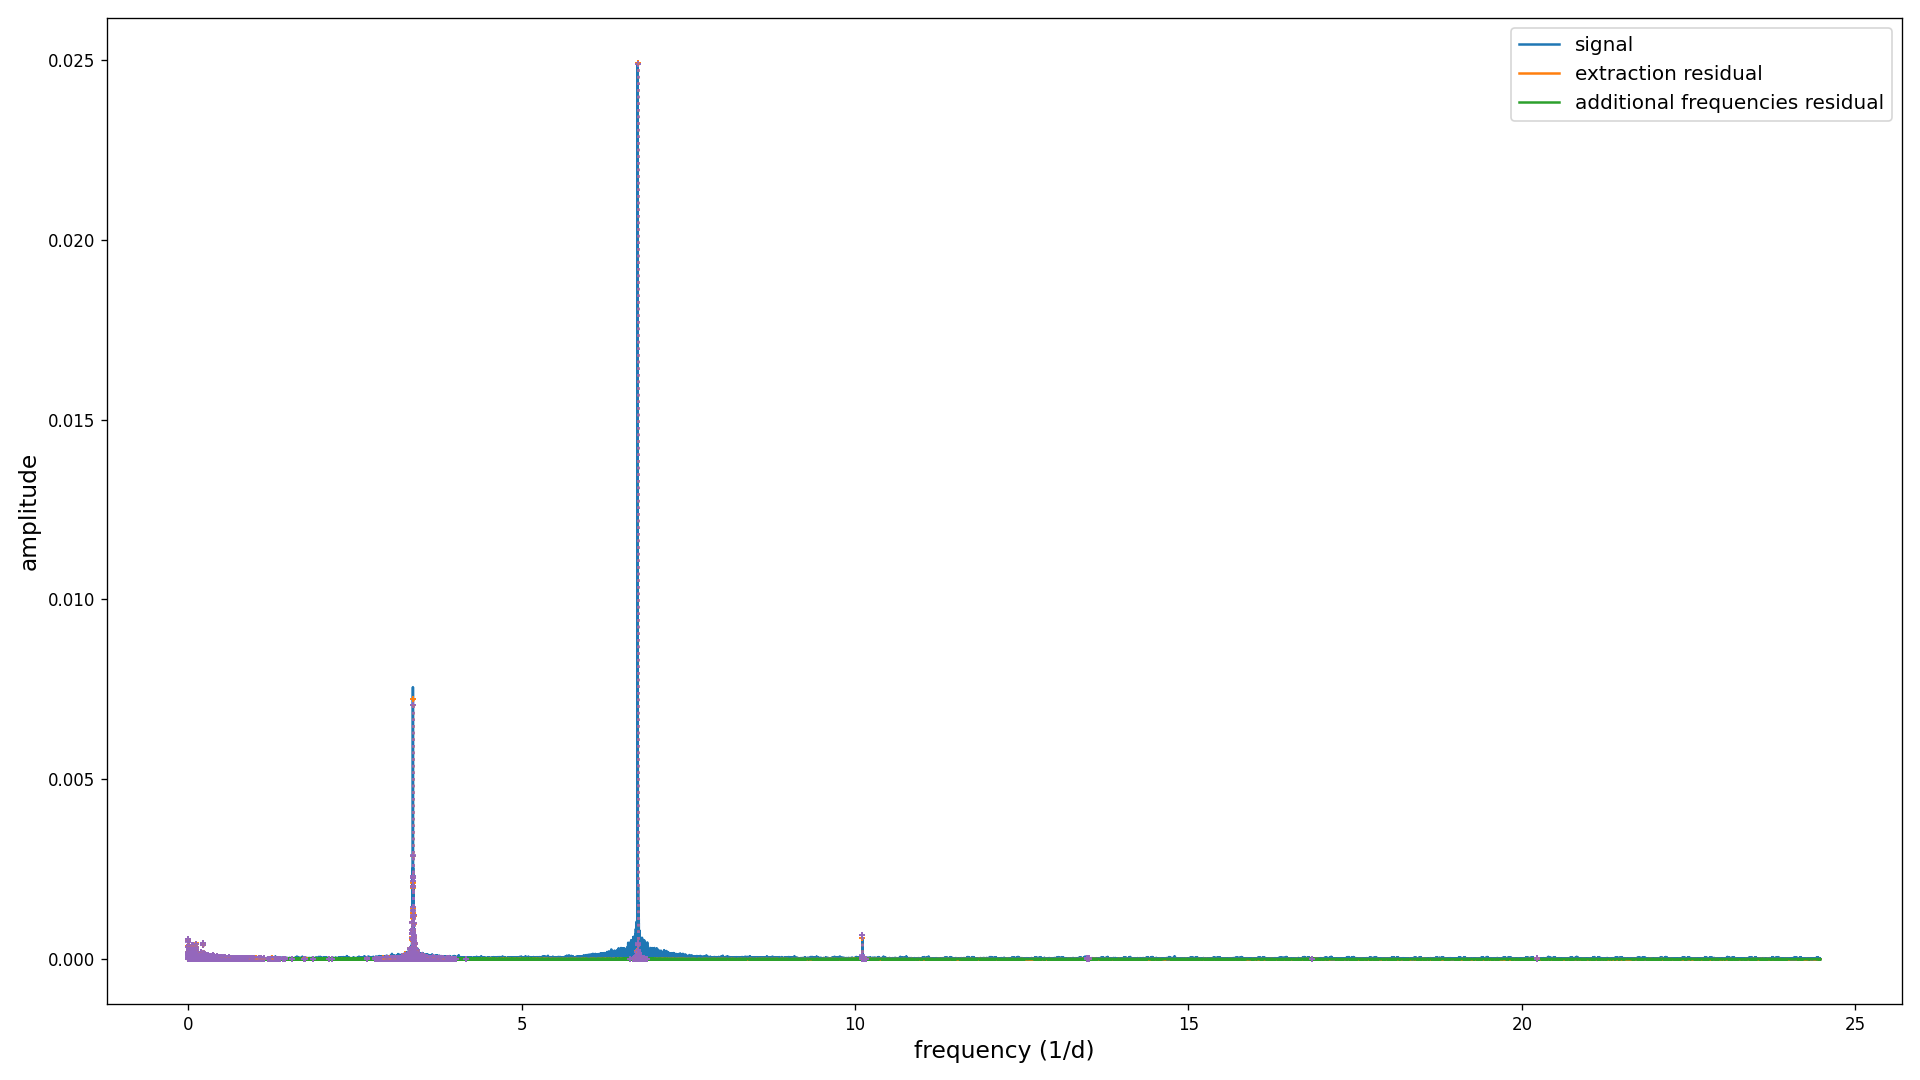 signal
extraction residual
additional frequencies residual
0.025
0.020
0.015
0.010
0.005
0.000
amplitude
0
5
10
15
20
25
frequency (1/d)